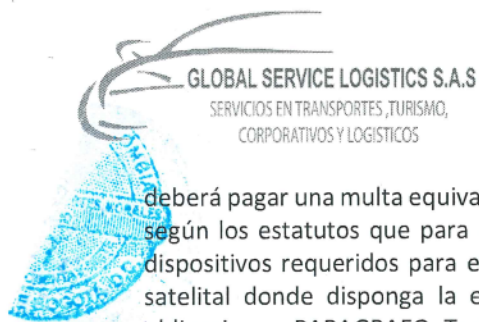 GLOBAL SERVICE LOGISTICS S.A.S
SERVICIOS EN TRANSPORTES ,TURISMO,
CORPORATIVOS Y LOGISTICOS
deberá pagar una multa equiva
según los estatutos que para
dispositivos requeridos para e
satelital donde disponga la e
PARAGRAFO T